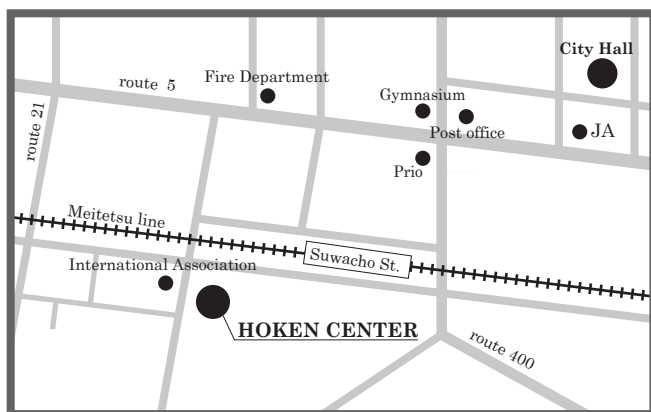 City Hall
Fire Department
route 5
Gymnasium
route 21
Post office
JA
Prio
Meitetsu line
Suwacho St.
International Association
HOKEN CENTER
route 400